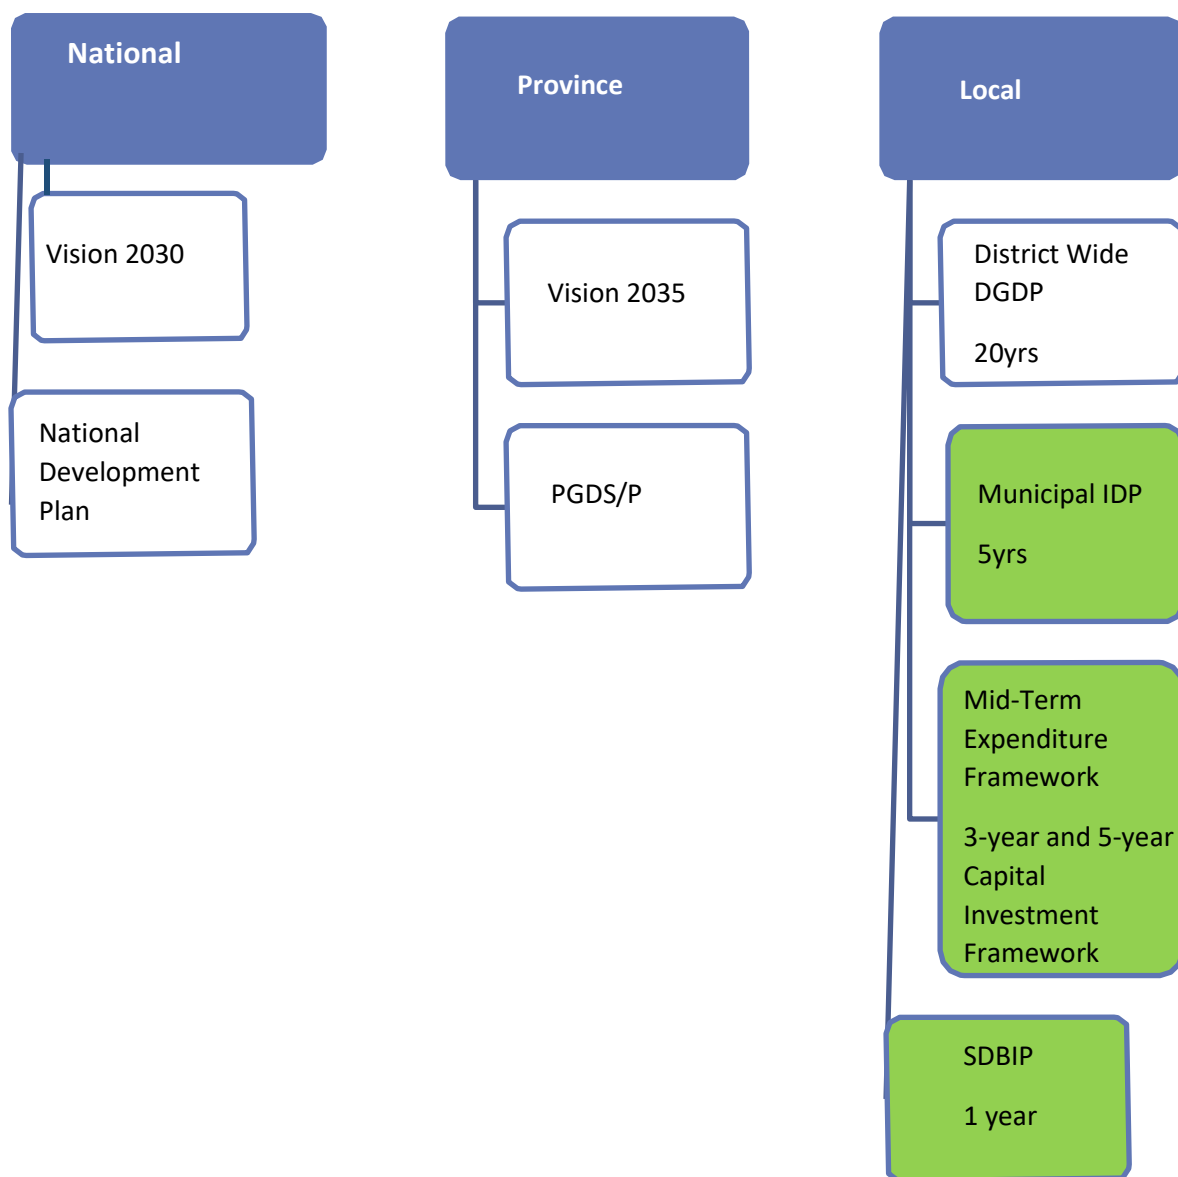 National
Vision 2030
National
Development
Plan
Province
Vision 2035
PGDS/P
Local
District Wide
DGDP
20yrs
Municipal IDP
5yrs
Mid-Term
Expenditure
Framework
3-year and 5-year
Capital
Investment
Framework
SDBIP
1 year